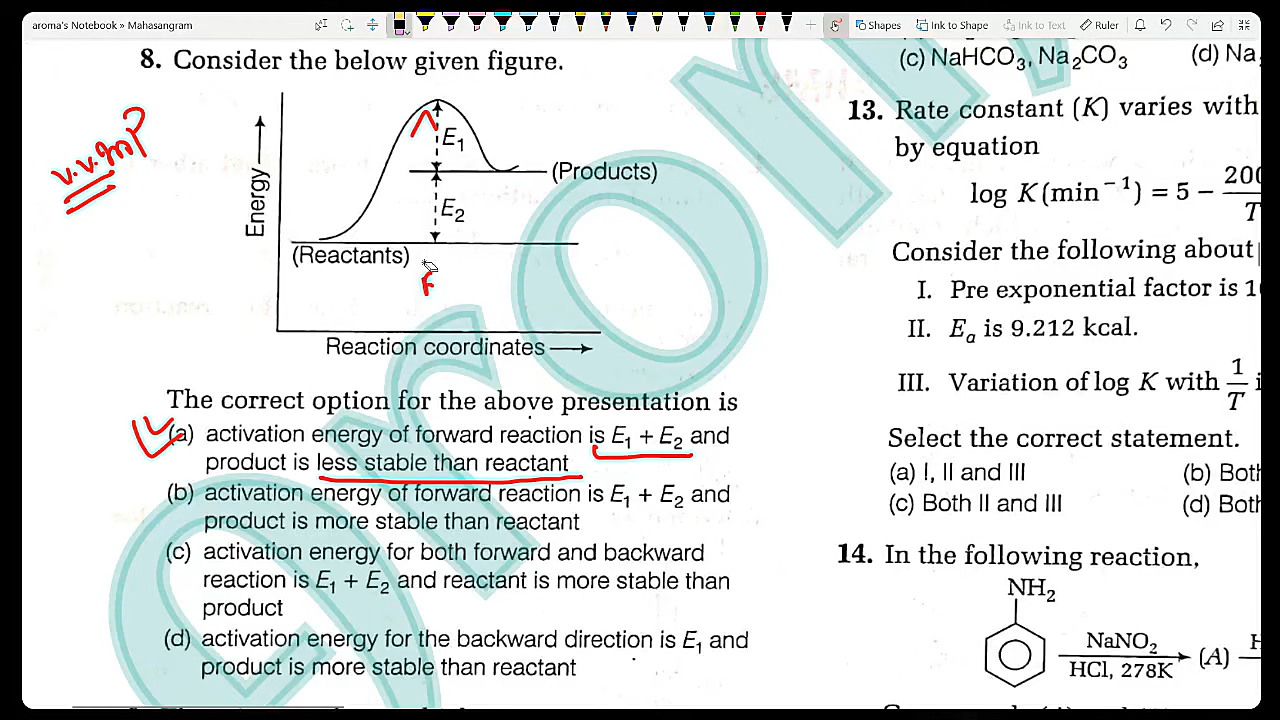 aroma's Notebook » Mahasangram
Shapes Ink to Shape Ink to Text Ruler
8. Consider the below given figure.
v.v.Imp
Energy
E₁
(Products)
E₂
(Reactants)
Reaction coordinates
The correct option for the above presentation is
(a) activation energy of forward reaction is E₁ + E₂ and
product is less stable than reactant
(b) activation energy of forward reaction is E₁ + E₂ and
product is more stable than reactant
(c) activation energy for both forward and backward
reaction is E₁ + E₂ and reactant is more stable than
product
(d) activation energy for the backward direction is E₁ and
product is more stable than reactant
(c) NaHCO₃, Na₂CO₃ (d) Na
13. Rate constant (K) varies with
by equation
log K(min⁻¹) = 5 − 200
T
Consider the following about
I. Pre exponential factor is 1
II. Eₐ is 9.212 kcal.
III. Variation of log K with 1/T i
Select the correct statement.
(a) I, II and III (b) Both
(c) Both II and III (d) Both
14. In the following reaction,
NH₂
NaNO₂
HCl, 278K
(A)